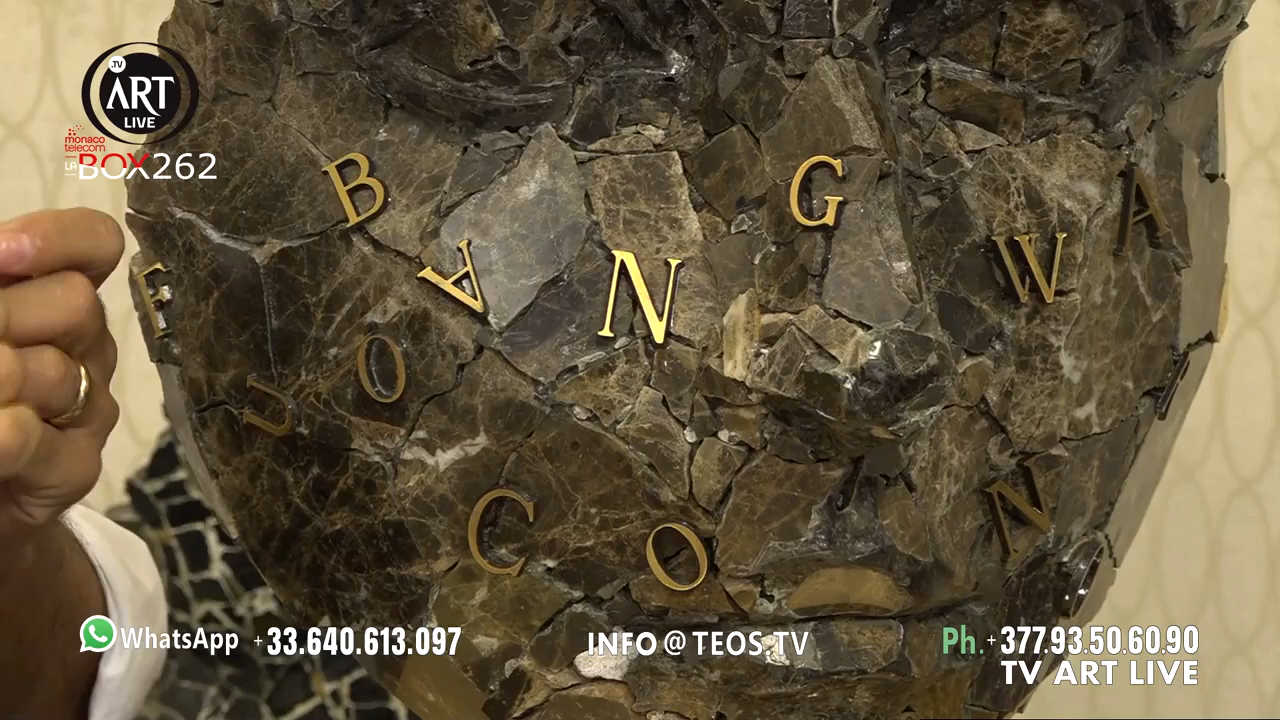 .TV
ART
LIVE
monaco
telecom
LA BOX262
B G A
E A N W
U O
C O N
WhatsApp +33.640.613.097
INFO@TEOS.TV
Ph.+377.93.50.60.90
TV ART LIVE